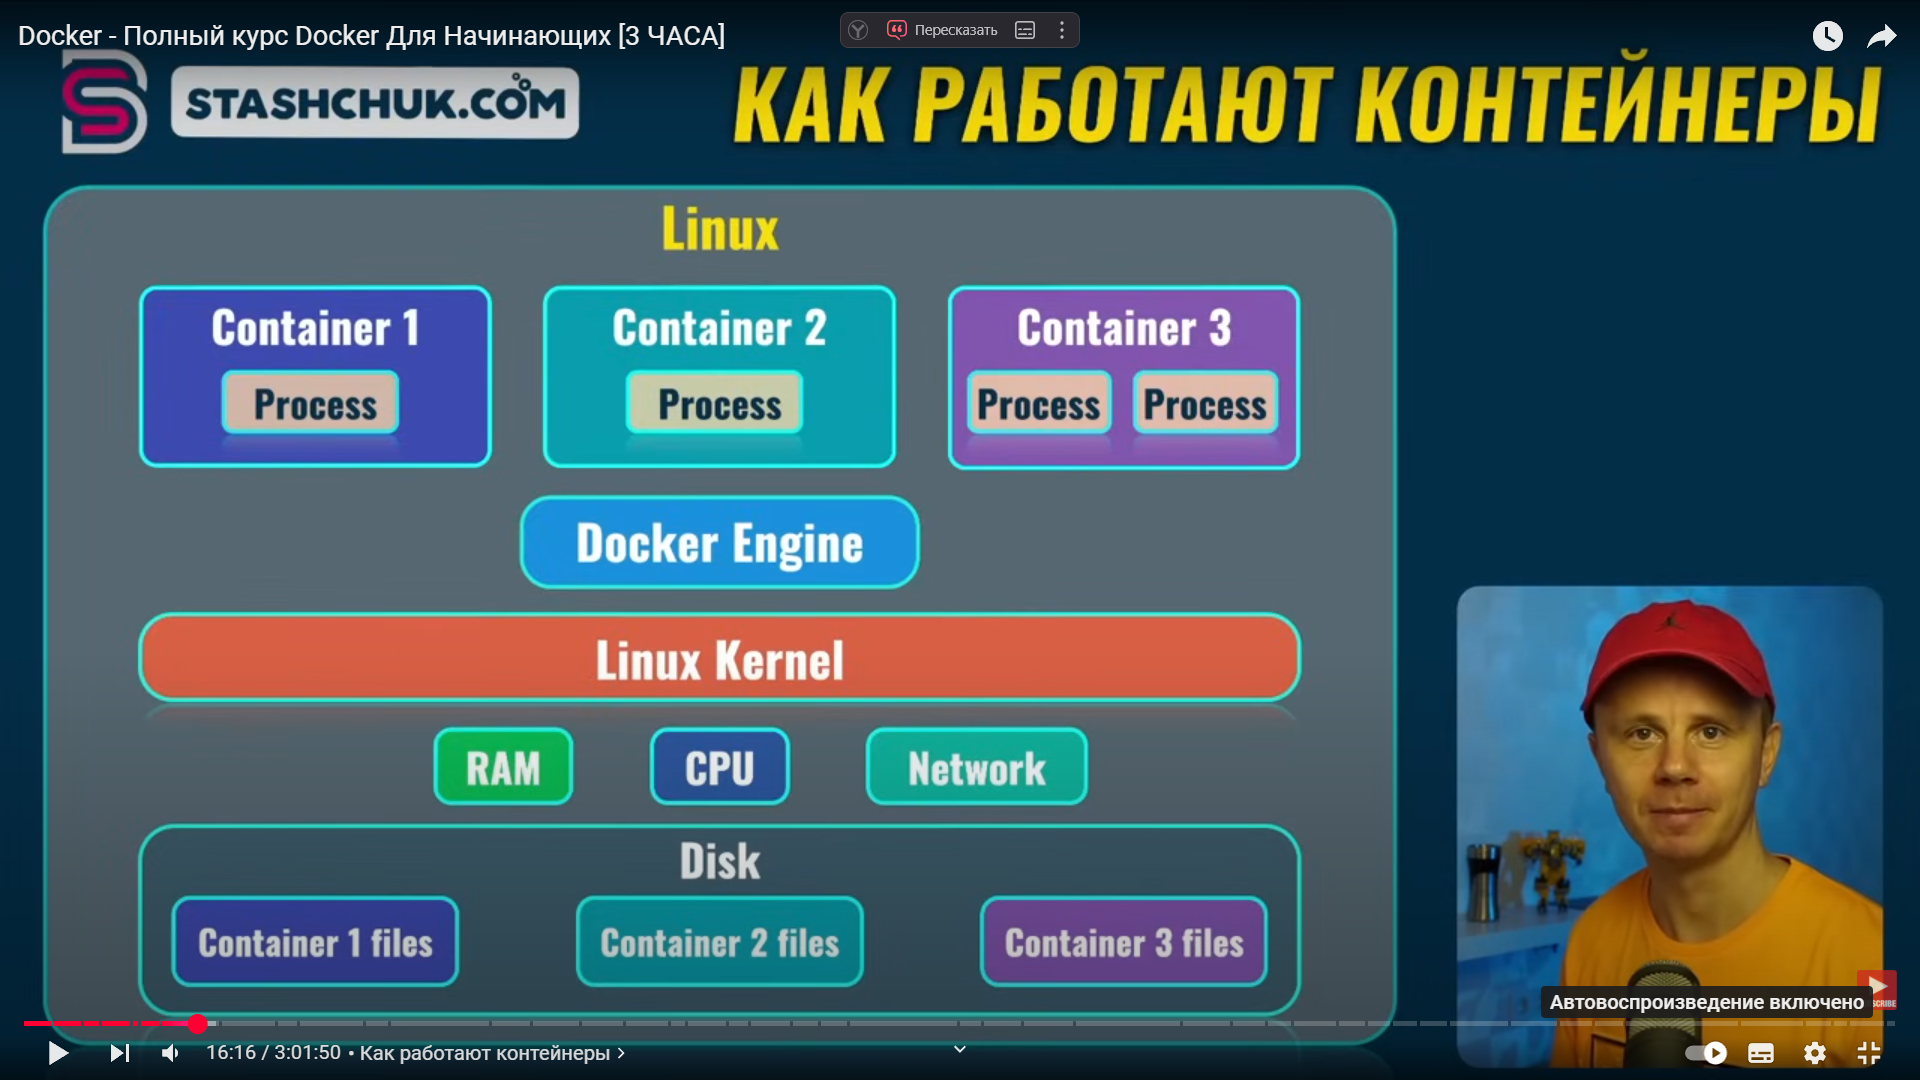 Docker - Полный курс Docker Для Начинающих [3 ЧАСА]
Пересказать
STASHCHUK.COM
КАК РАБОТАЮТ КОНТЕЙНЕРЫ
Linux
Container 1
Container 2
Container 3
Process
Process
Process
Process
Docker Engine
Linux Kernel
RAM
CPU
Network
Disk
Container 1 files
Container 2 files
Container 3 files
Автовоспроизведение включено
16:16 / 3:01:50 • Как работают контейнеры